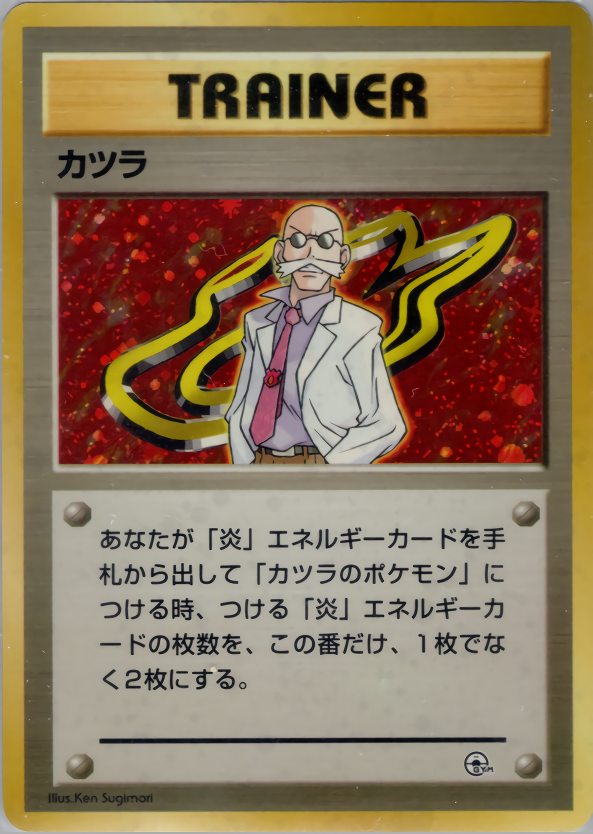 TRAINER
カツラ
あなたが「炎」エネルギーカードを手
札から出して「カツラのポケモン」に
つける時、つける「炎」エネルギーカ
ードの枚数を、この番だけ、1枚でな
く2枚にする。
GYM
Illus. Ken Sugimori